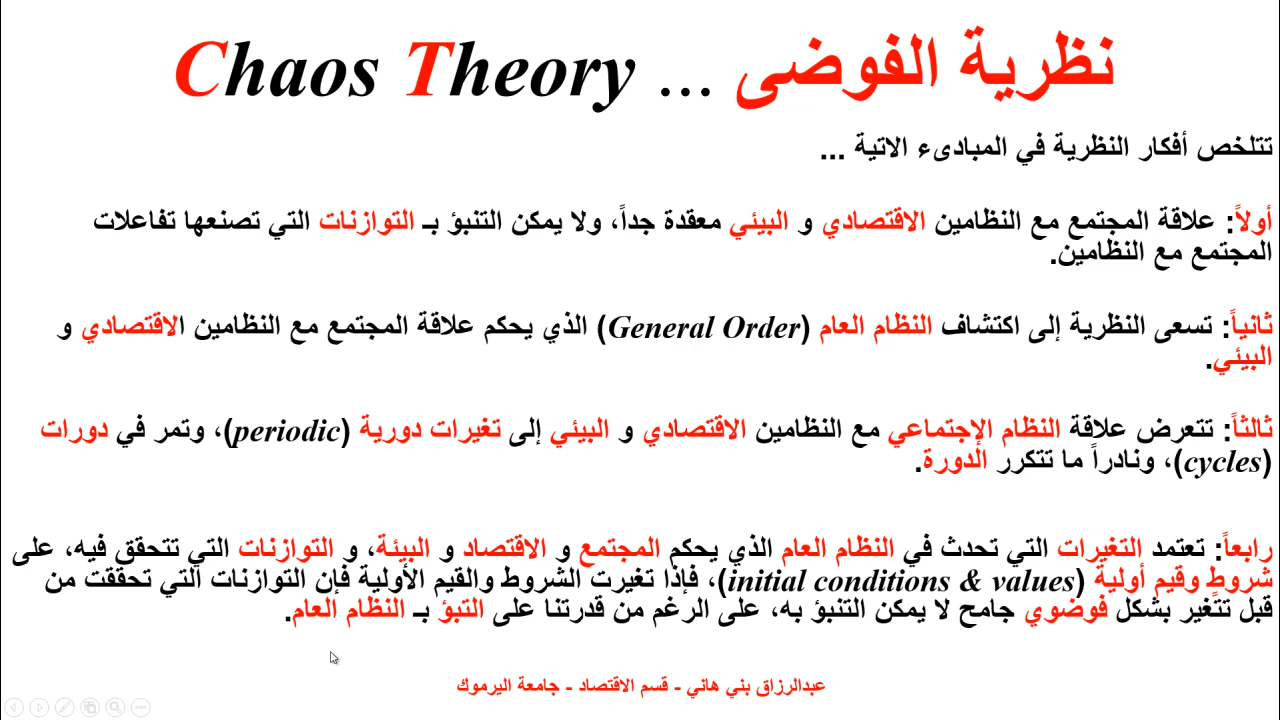 نظرية الفوضى ... Chaos Theory
تتلخص أفكار النظرية في المبادىء الاتية ...
أولاً: علاقة المجتمع مع النظامين الاقتصادي و البيئي معقدة جداً، ولا يمكن التنبؤ بـ التوازنات التي تصنعها تفاعلات
المجتمع مع النظامين.
ثانياً: تسعى النظرية إلى اكتشاف النظام العام (General Order) الذي يحكم علاقة المجتمع مع النظامين الاقتصادي و
البيئي.
ثالثاً: تتعرض علاقة النظام الإجتماعي مع النظامين الاقتصادي و البيئي إلى تغيرات دورية (periodic)، وتمر في دورات
(cycles)، ونادراً ما تتكرر الدورة.
رابعاً: تعتمد التغيرات التي تحدث في النظام العام الذي يحكم المجتمع و الاقتصاد و البيئة، و التوازنات التي تتحقق فيه، على
شروطٍ وقيم أولية (initial conditions & values)، فإذا تغيرت الشروط والقيم الأولية فإن التوازنات التي تحققت من
قبل تتغير بشكل فوضوي جامح لا يمكن التنبؤ به، على الرغم من قدرتنا على التبؤ بـ النظام العام.
عبدالرزاق بني هاني - قسم الاقتصاد - جامعة اليرموك